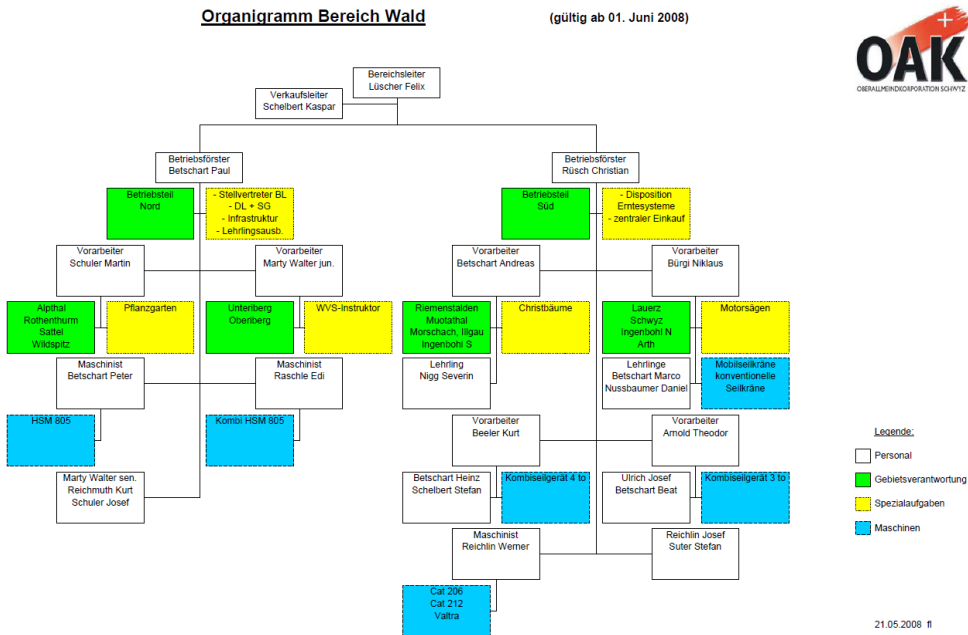 Organigramm Bereich Wald
(gültig ab 01. Juni 2008)
OAK
OBERALLMEINDKORPORATION SCHWYZ
Bereichsleiter
Lüscher Felix
Verkaufsleiter
Schelbert Kaspar
Betriebsförster
Betschart Paul
Betriebsförster
Rüsch Christian
Betriebsteil
Nord
- Stellvertreter BL
- DL + SG
- Infrastruktur
- Lehrlingsausb.
Betriebsteil
Süd
- Disposition
Erntesysteme
- zentraler Einkauf
Vorarbeiter
Schuler Martin
Vorarbeiter
Marty Walter jun.
Vorarbeiter
Betschart Andreas
Vorarbeiter
Bürgi Niklaus
Alpthal
Rothenthurm
Sattel
Wildspitz
Pflanzgarten
Unteriberg
Oberiberg
WVS-Instruktor
Riemenstalden
Muotathal
Morschach, Illgau
Ingenbohl S
Christbäume
Lauerz
Schwyz
Ingenbohl N
Arth
Motorsägen
Maschinist
Betschart Peter
Maschinist
Raschle Edi
Lehrling
Nigg Severin
Lehrlinge
Betschart Marco
Nussbaumer Daniel
Mobilseilkräne
konventionelle
Seilkräne
HSM 805
Kombi HSM 805
Vorarbeiter
Beeler Kurt
Vorarbeiter
Arnold Theodor
Marty Walter sen.
Reichmuth Kurt
Schuler Josef
Betschart Heinz
Schelbert Stefan
Kombiseilgerät 4 to
Ulrich Josef
Betschart Beat
Kombiseilgerät 3 to
Maschinist
Reichlin Werner
Reichlin Josef
Suter Stefan
Cat 206
Cat 212
Valtra
Legende:
Personal
Gebietsverantwortung
Spezialaufgaben
Maschinen
21.05.2008 fl